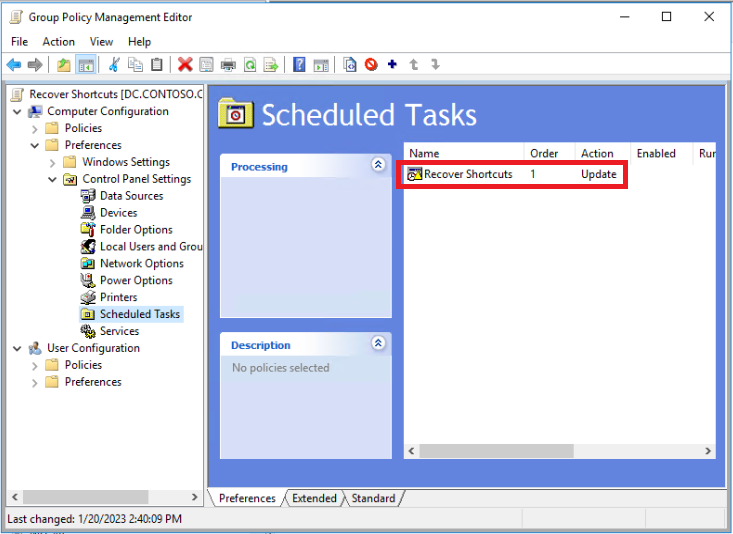 Group Policy Management Editor
File Action View Help
Recover Shortcuts [DC.CONTOSO.C
Computer Configuration
Policies
Preferences
Windows Settings
Control Panel Settings
Data Sources
Devices
Folder Options
Local Users and Grou
Network Options
Power Options
Printers
Scheduled Tasks
Services
User Configuration
Policies
Preferences
Scheduled Tasks
Processing
Description
No policies selected
Name Order Action Enabled Rur
Recover Shortcuts 1 Update
Preferences Extended Standard
Last changed: 1/20/2023 2:40:09 PM